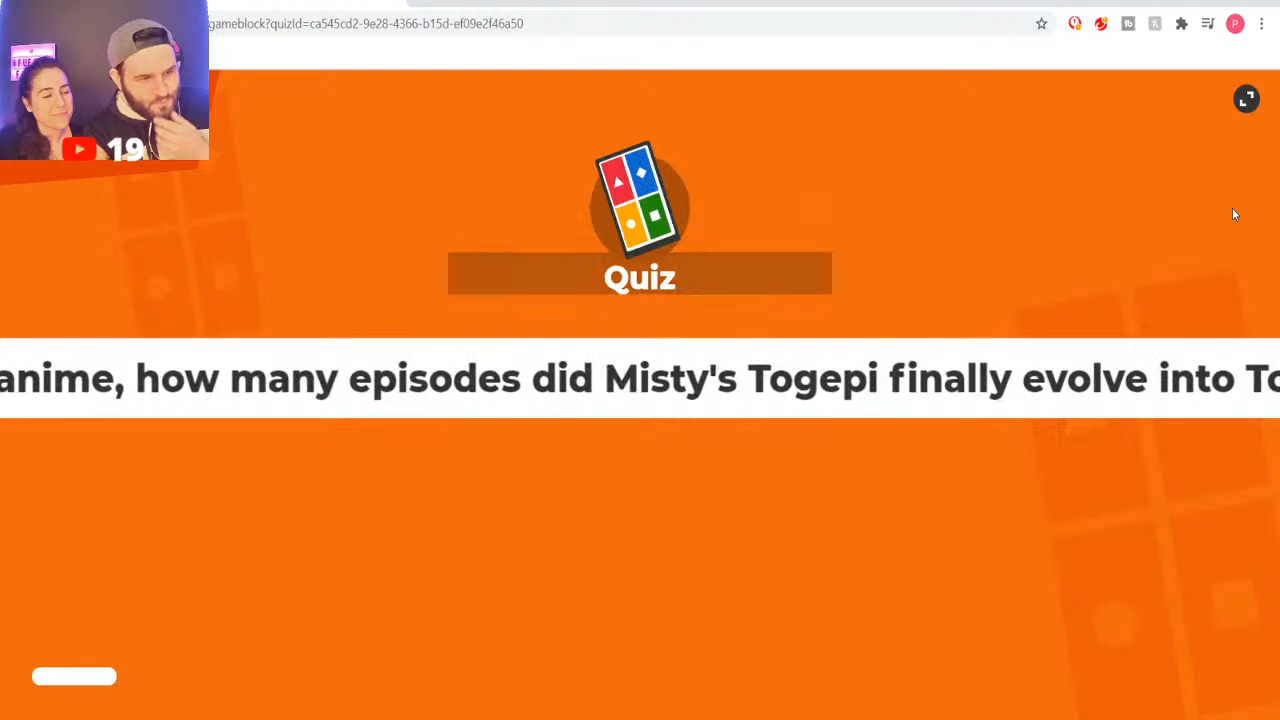 gameblock?quizId=ca545cd2-9e28-4366-b15d-ef09e2f46a50
P
19
Quiz
anime, how many episodes did Misty's Togepi finally evolve into To